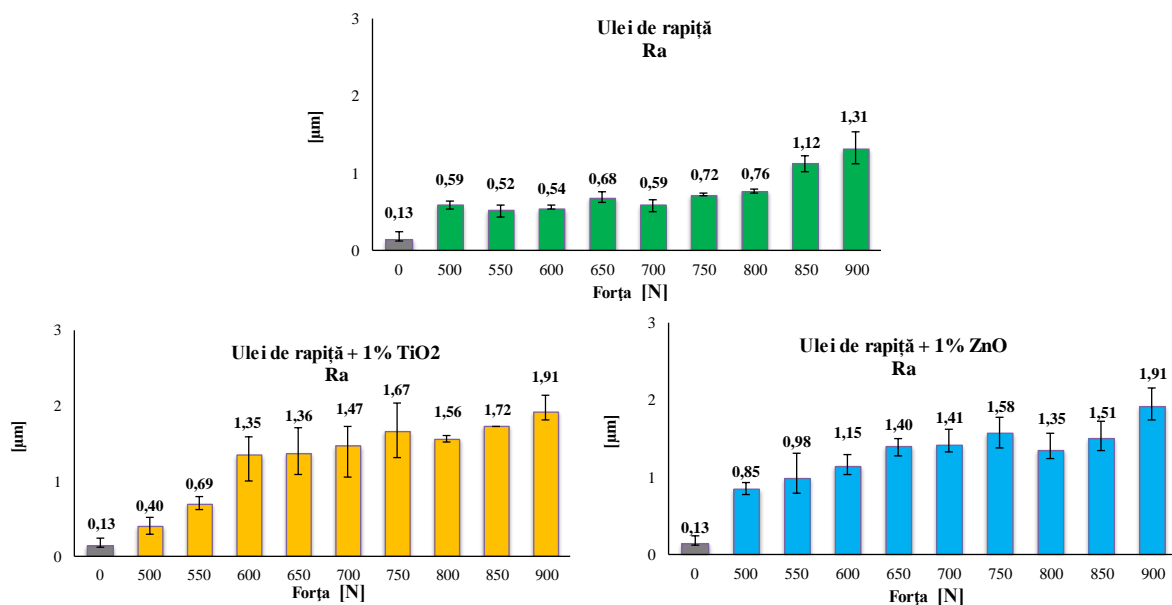 Ulei de rapiță
Ra
[µm]
3
2
1
0
0,13
0,59
0,52
0,54
0,68
0,59
0,72
0,76
1,12
1,31
0 500 550 600 650 700 750 800 850 900
Forţa [N]
Ulei de rapiță + 1% TiO2
Ra
[µm]
3
2
1
0
0,13
0,40
0,69
1,35
1,36
1,47
1,67
1,56
1,72
1,91
0 500 550 600 650 700 750 800 850 900
Forţa [N]
Ulei de rapiță + 1% ZnO
Ra
[µm]
3
2
1
0
0,13
0,85
0,98
1,15
1,40
1,41
1,58
1,35
1,51
1,91
0 500 550 600 650 700 750 800 850 900
Forţa [N]